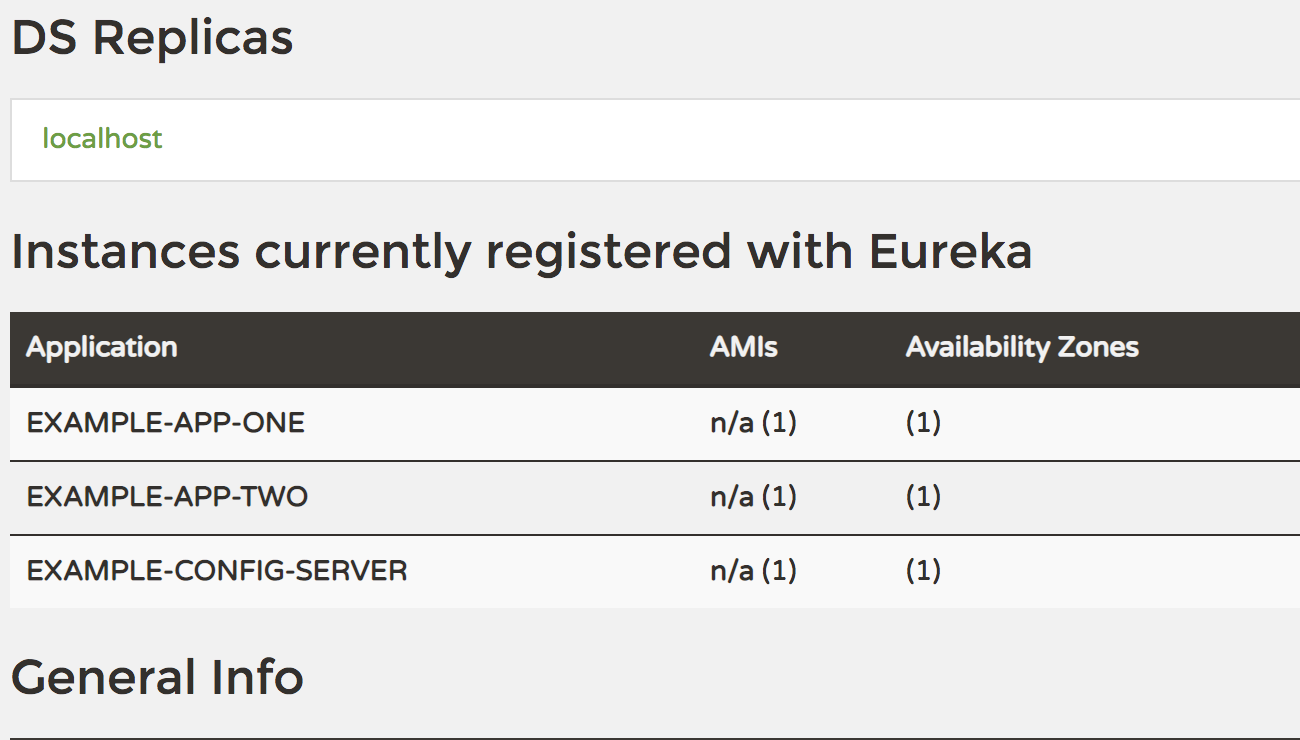 DS Replicas
localhost
Instances currently registered with Eureka
Application AMIs Availability Zones
EXAMPLE-APP-ONE n/a (1) (1)
EXAMPLE-APP-TWO n/a (1) (1)
EXAMPLE-CONFIG-SERVER n/a (1) (1)
General Info